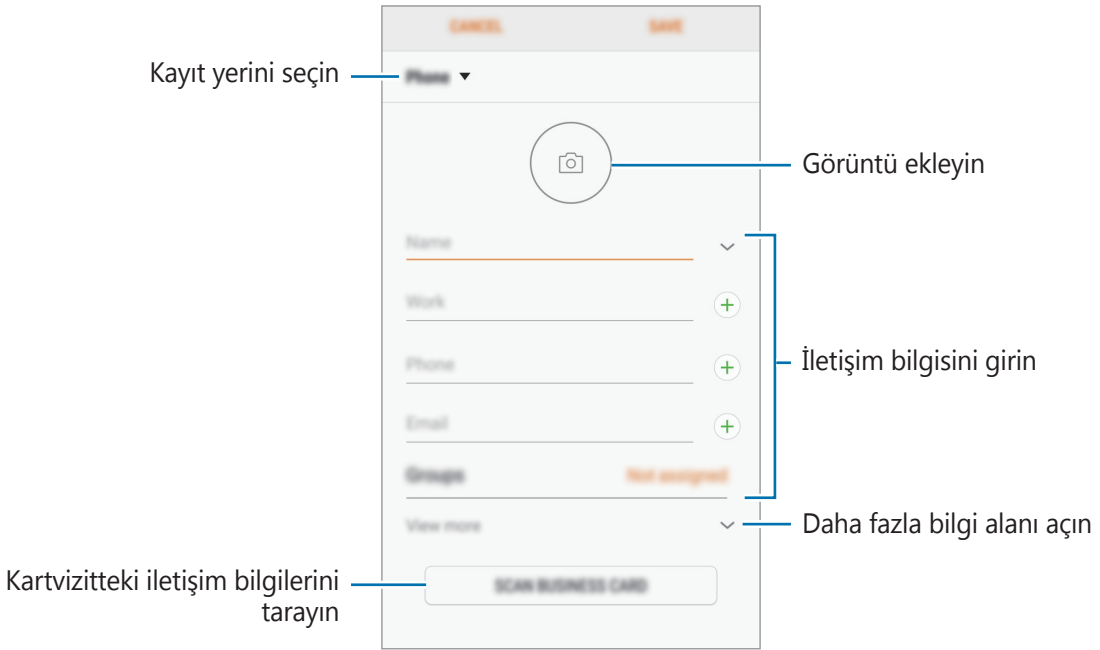 CANCEL SAVE
Kayıt yerini seçin
Phone
Görüntü ekleyin
Name
Work
Phone
İletişim bilgisini girin
Email
Groups Not assigned
View more
Daha fazla bilgi alanı açın
Kartvizitteki iletişim bilgilerini
tarayın
SCAN BUSINESS CARD